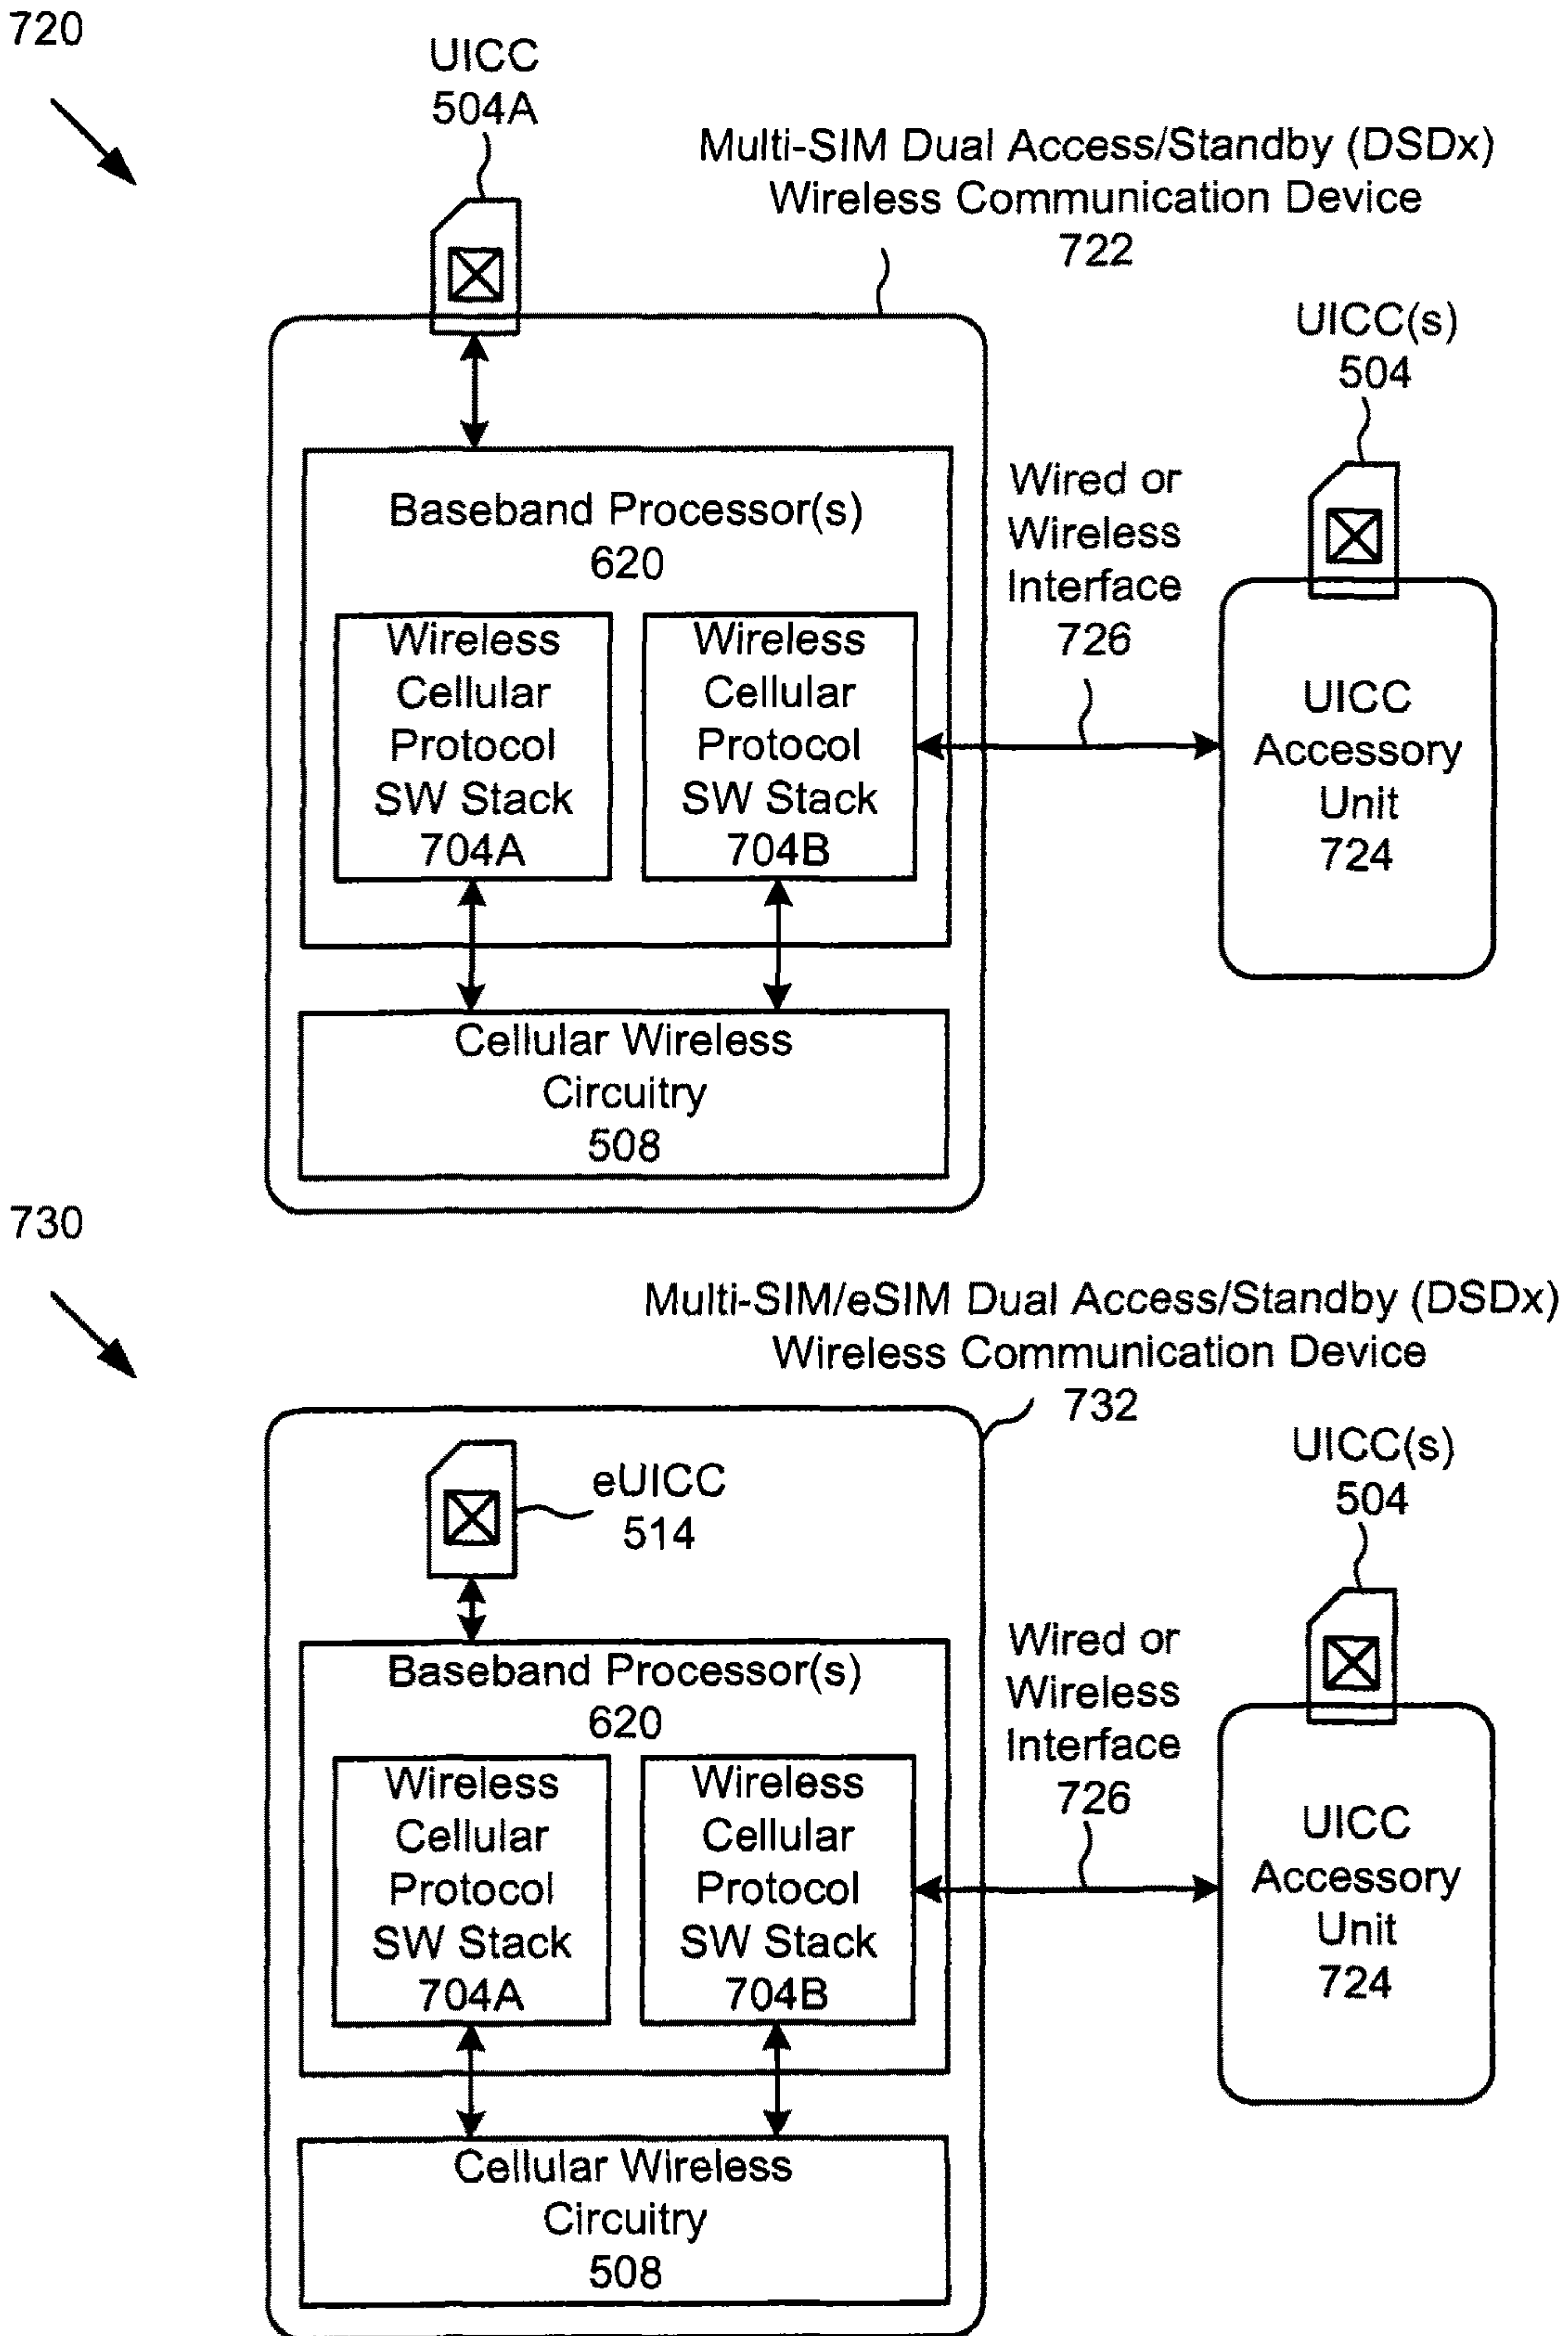 720
UICC
504A
Multi-SIM Dual Access/Standby (DSDx)
Wireless Communication Device
722
UICC(s)
504
Baseband Processor(s)
620
Wired or
Wireless
Interface
726
Wireless
Cellular
Protocol
SW Stack
704A
Wireless
Cellular
Protocol
SW Stack
704B
UICC
Accessory
Unit
724
Cellular Wireless
Circuitry
508
730
Multi-SIM/eSIM Dual Access/Standby (DSDx)
Wireless Communication Device
732
eUICC
514
UICC(s)
504
Baseband Processor(s)
620
Wired or
Wireless
Interface
726
Wireless
Cellular
Protocol
SW Stack
704A
Wireless
Cellular
Protocol
SW Stack
704B
UICC
Accessory
Unit
724
Cellular Wireless
Circuitry
508